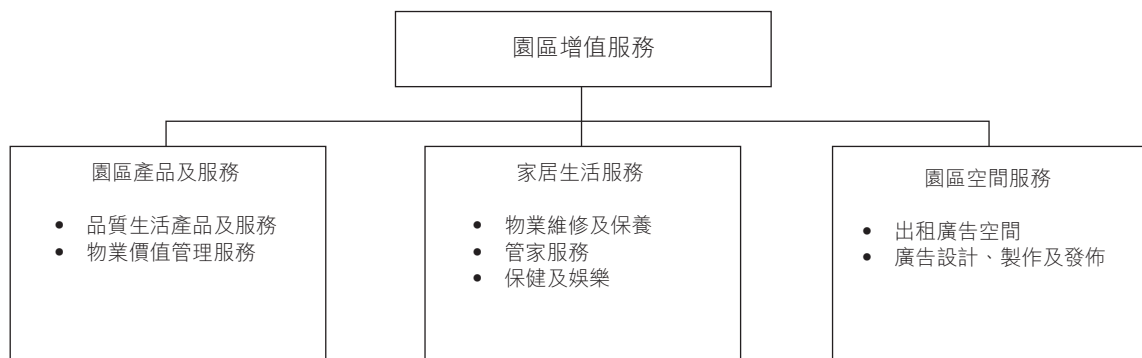 園區增值服務
園區產品及服務
• 品質生活產品及服務
• 物業價值管理服務
家居生活服務
• 物業維修及保養
• 管家服務
• 保健及娛樂
園區空間服務
• 出租廣告空間
• 廣告設計、製作及發佈